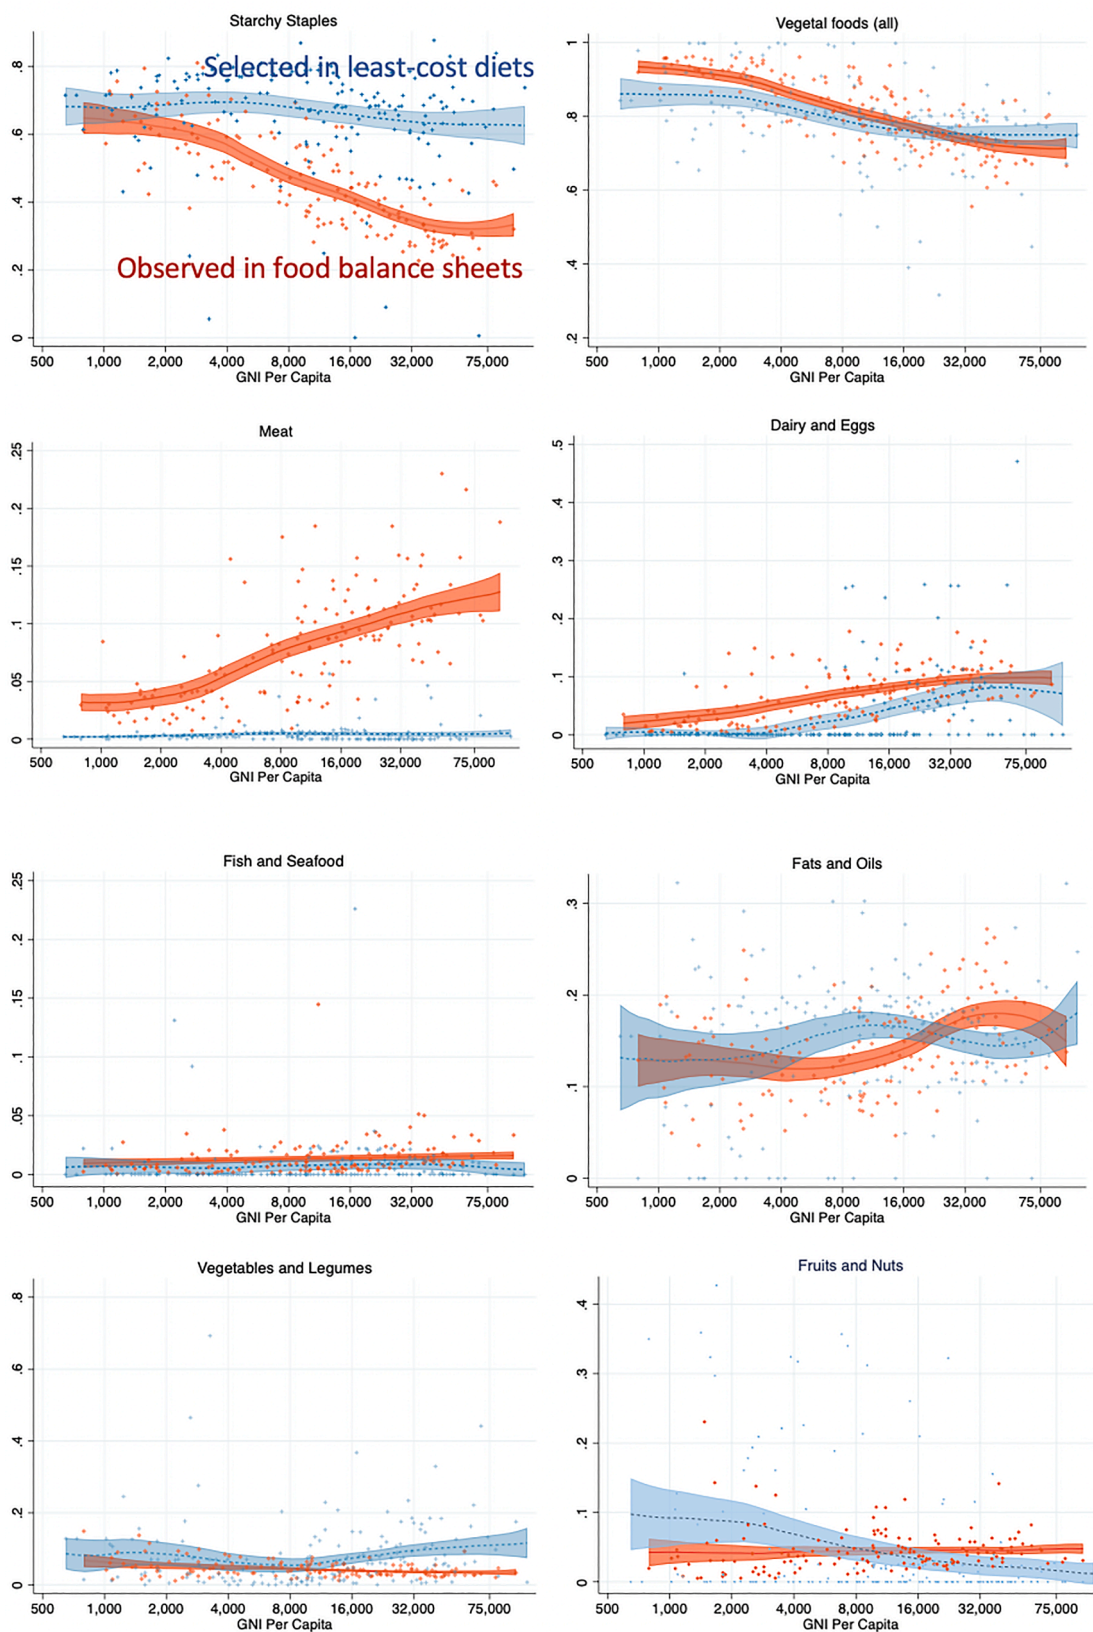 Starchy Staples
.8
.6
.4
.2
0
Selected in least-cost diets
Observed in food balance sheets
500 1,000 2,000 4,000 8,000 16,000 32,000 75,000
GNI Per Capita
Vegetal foods (all)
1
.8
.6
.4
.2
500 1,000 2,000 4,000 8,000 16,000 32,000 75,000
GNI Per Capita
Meat
.25
.2
.15
.1
.05
0
500 1,000 2,000 4,000 8,000 16,000 32,000 75,000
GNI Per Capita
Dairy and Eggs
.5
.4
.3
.2
.1
0
500 1,000 2,000 4,000 8,000 16,000 32,000 75,000
GNI Per Capita
Fish and Seafood
.25
.2
.15
.1
.05
0
500 1,000 2,000 4,000 8,000 16,000 32,000 75,000
GNI Per Capita
Fats and Oils
.3
.2
.1
0
500 1,000 2,000 4,000 8,000 16,000 32,000 75,000
GNI Per Capita
Vegetables and Legumes
.8
.6
.4
.2
0
500 1,000 2,000 4,000 8,000 16,000 32,000 75,000
GNI Per Capita
Fruits and Nuts
.4
.3
.2
.1
0
500 1,000 2,000 4,000 8,000 16,000 32,000 75,000
GNI Per Capita